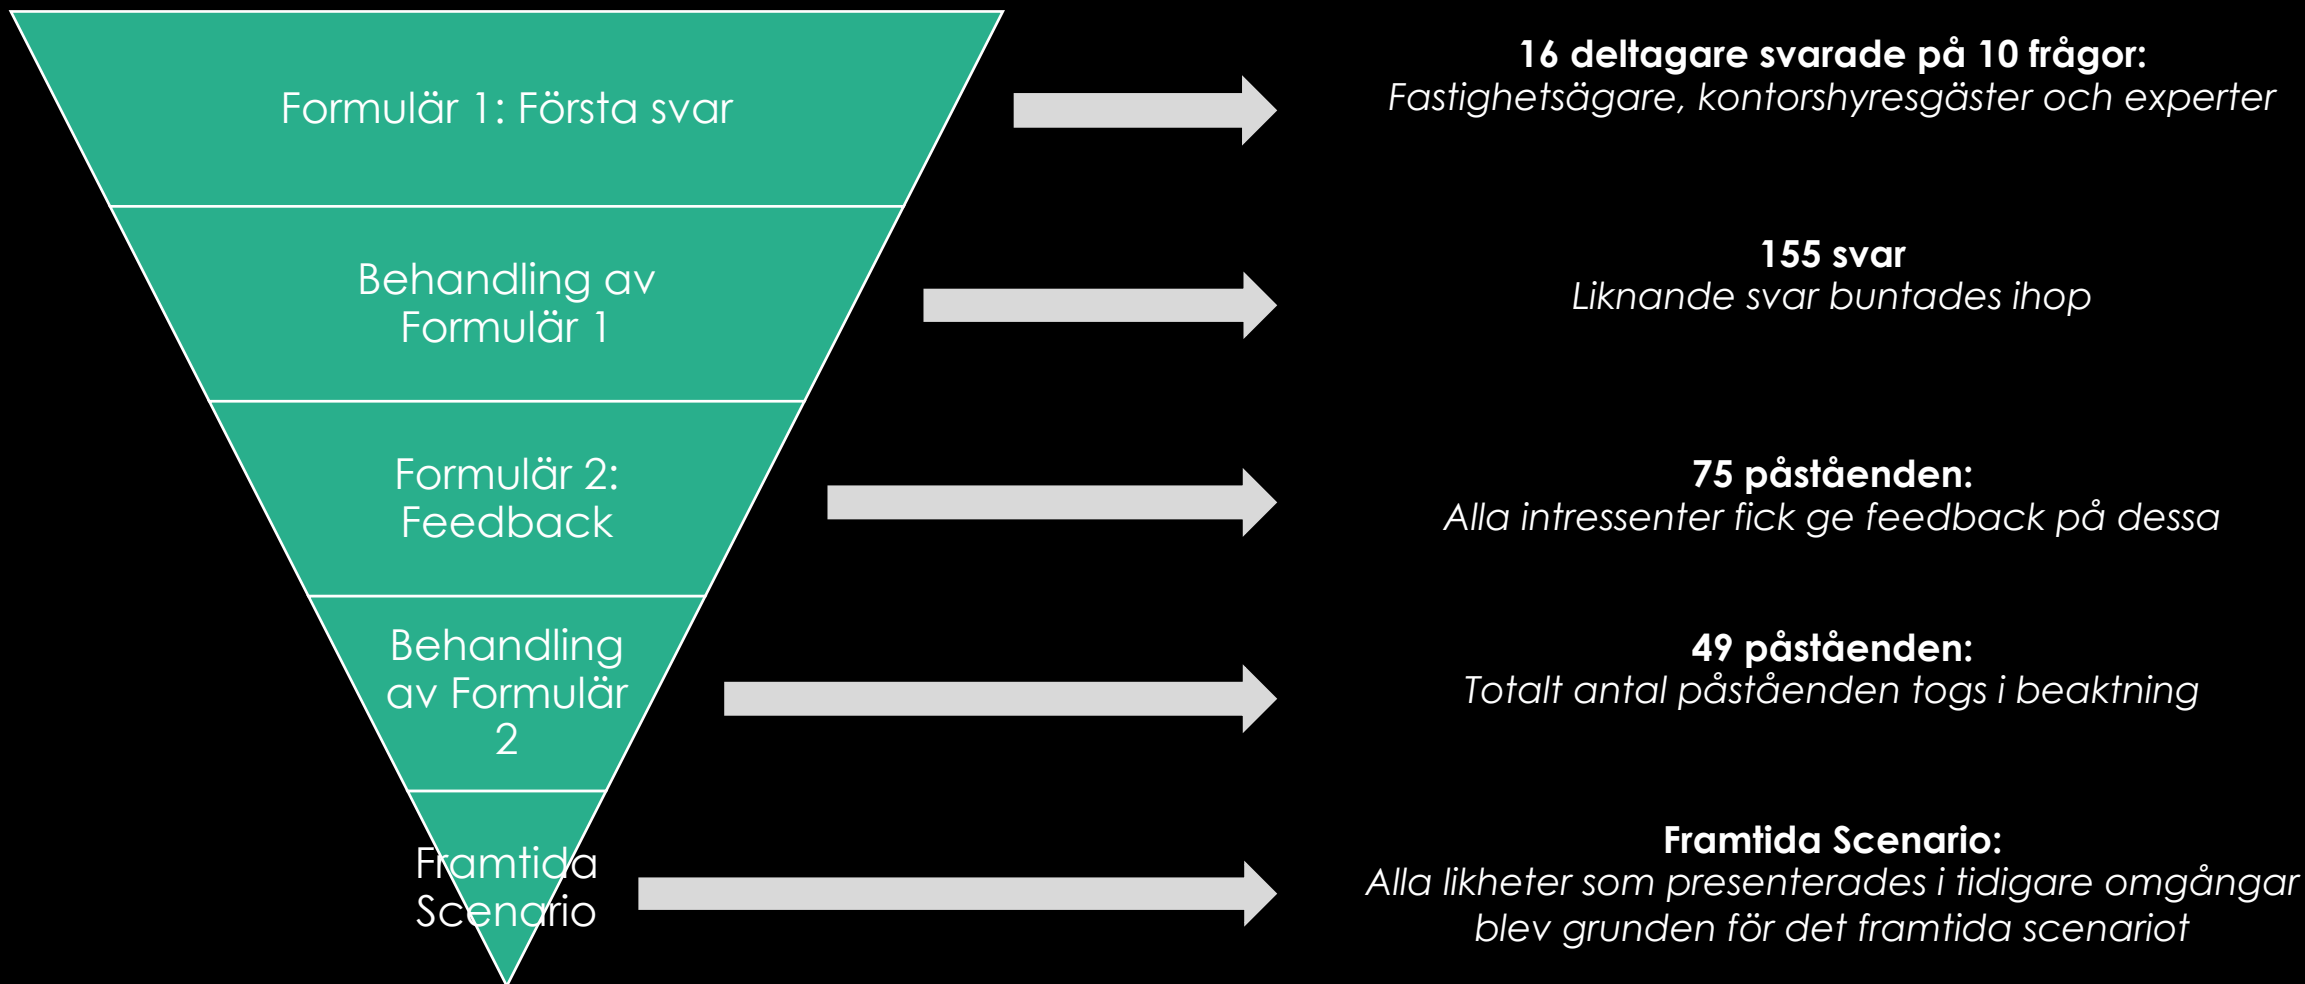 Formulär 1: Första svar
16 deltagare svarade på 10 frågor:
Fastighetsägare, kontorshyresgäster och experter
Behandling av
Formulär 1
155 svar
Liknande svar buntades ihop
Formulär 2:
Feedback
75 påståenden:
Alla intressenter fick ge feedback på dessa
Behandling
av Formulär
2
49 påståenden:
Totalt antal påståenden togs i beaktning
Framtida
Scenario
Framtida Scenario:
Alla likheter som presenterades i tidigare omgångar
blev grunden för det framtida scenariot